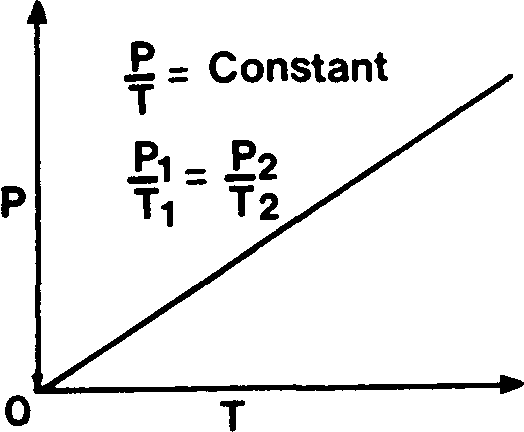 P/T = Constant
P1/T1 = P2/T2
P
O
T